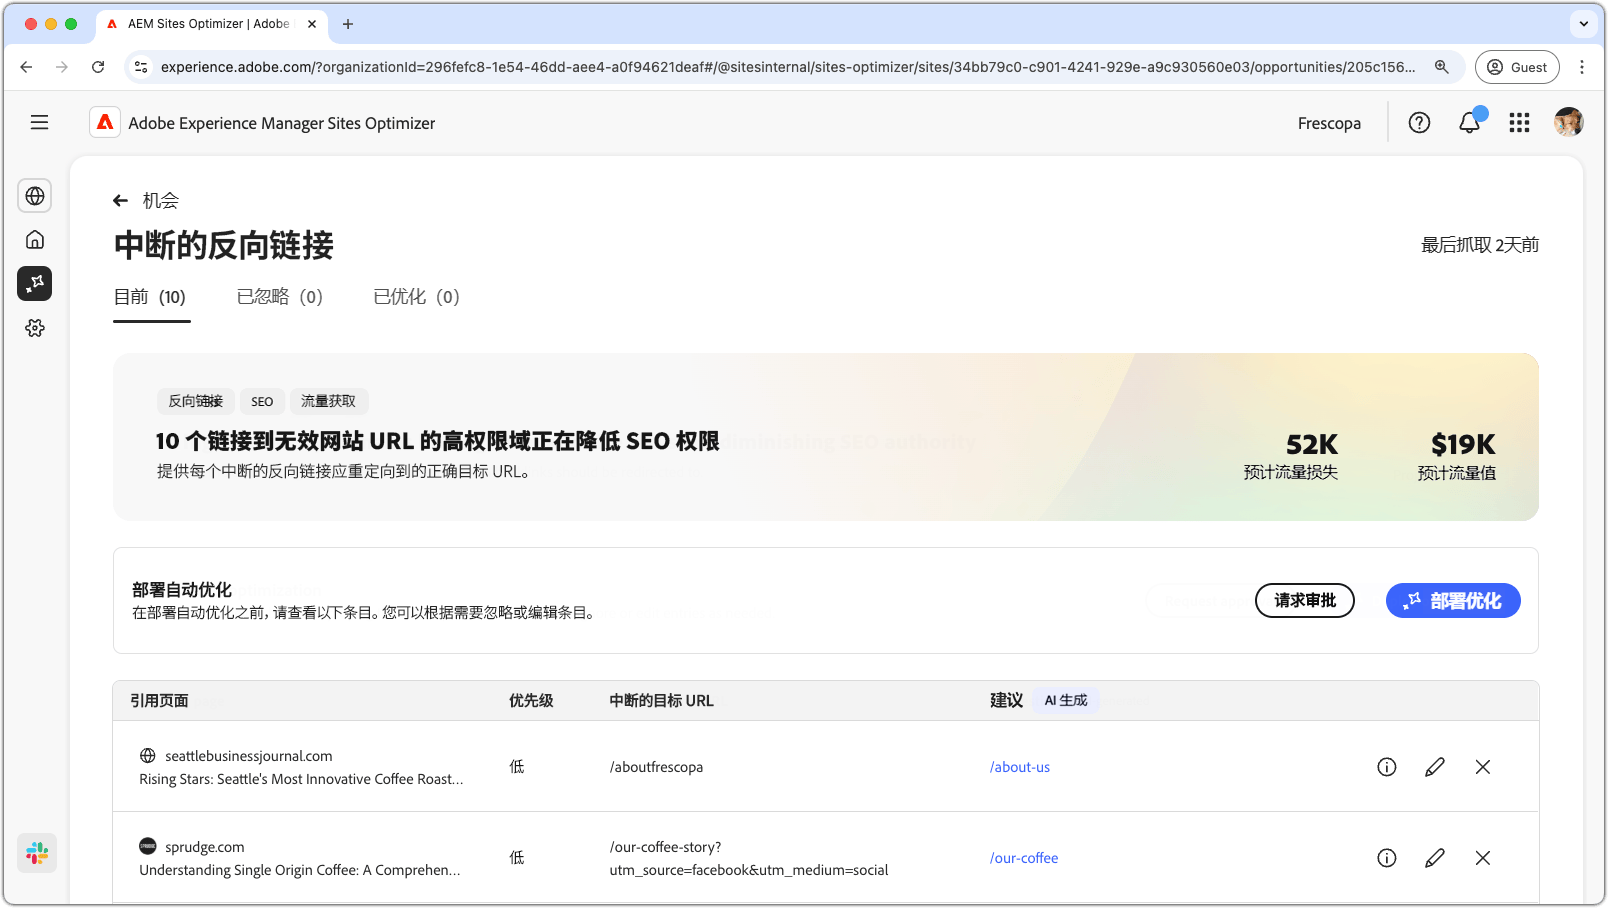 AEM Sites Optimizer | Adobe
experience.adobe.com/?organizationId=296fefc8-1e54-46dd-aee4-a0f94621deaf#/@sitesinternal/sites-optimizer/sites/34bb79c0-c901-4241-929e-a9c930560e03/opportunities/205c156...
Guest
Adobe Experience Manager Sites Optimizer
Frescopa
机会
中断的反向链接
最后抓取 2天前
目前 (10)
已忽略 (0)
已优化 (0)
反向链接
SEO
流量获取
10 个链接到无效网站 URL 的高权限域正在降低 SEO 权限
提供每个中断的反向链接应重定向到的正确目标 URL。
52K
预计流量损失
$19K
预计流量值
部署自动优化
在部署自动优化之前，请查看以下条目。您可以根据需要忽略或编辑条目。
请求审批
部署优化
引用页面
优先级
中断的目标 URL
建议
AI 生成
seattlebusinessjournal.com
Rising Stars: Seattle's Most Innovative Coffee Roast...
低
/aboutfrescopa
/about-us
sprudge.com
Understanding Single Origin Coffee: A Comprehen...
低
/our-coffee-story?
utm_source=facebook&utm_medium=social
/our-coffee